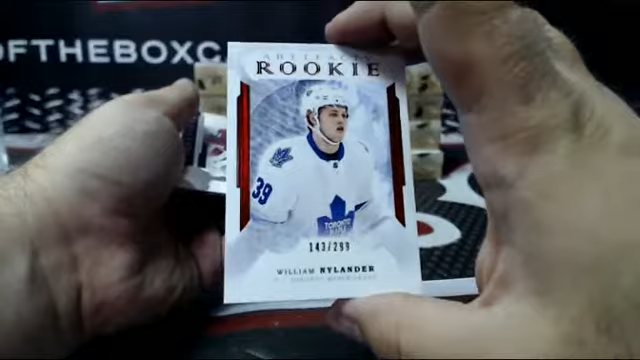 OFTHEBOXC
ARTIFACTS
ROOKIE
39
TORONTO
143/299
WILLIAM NYLANDER